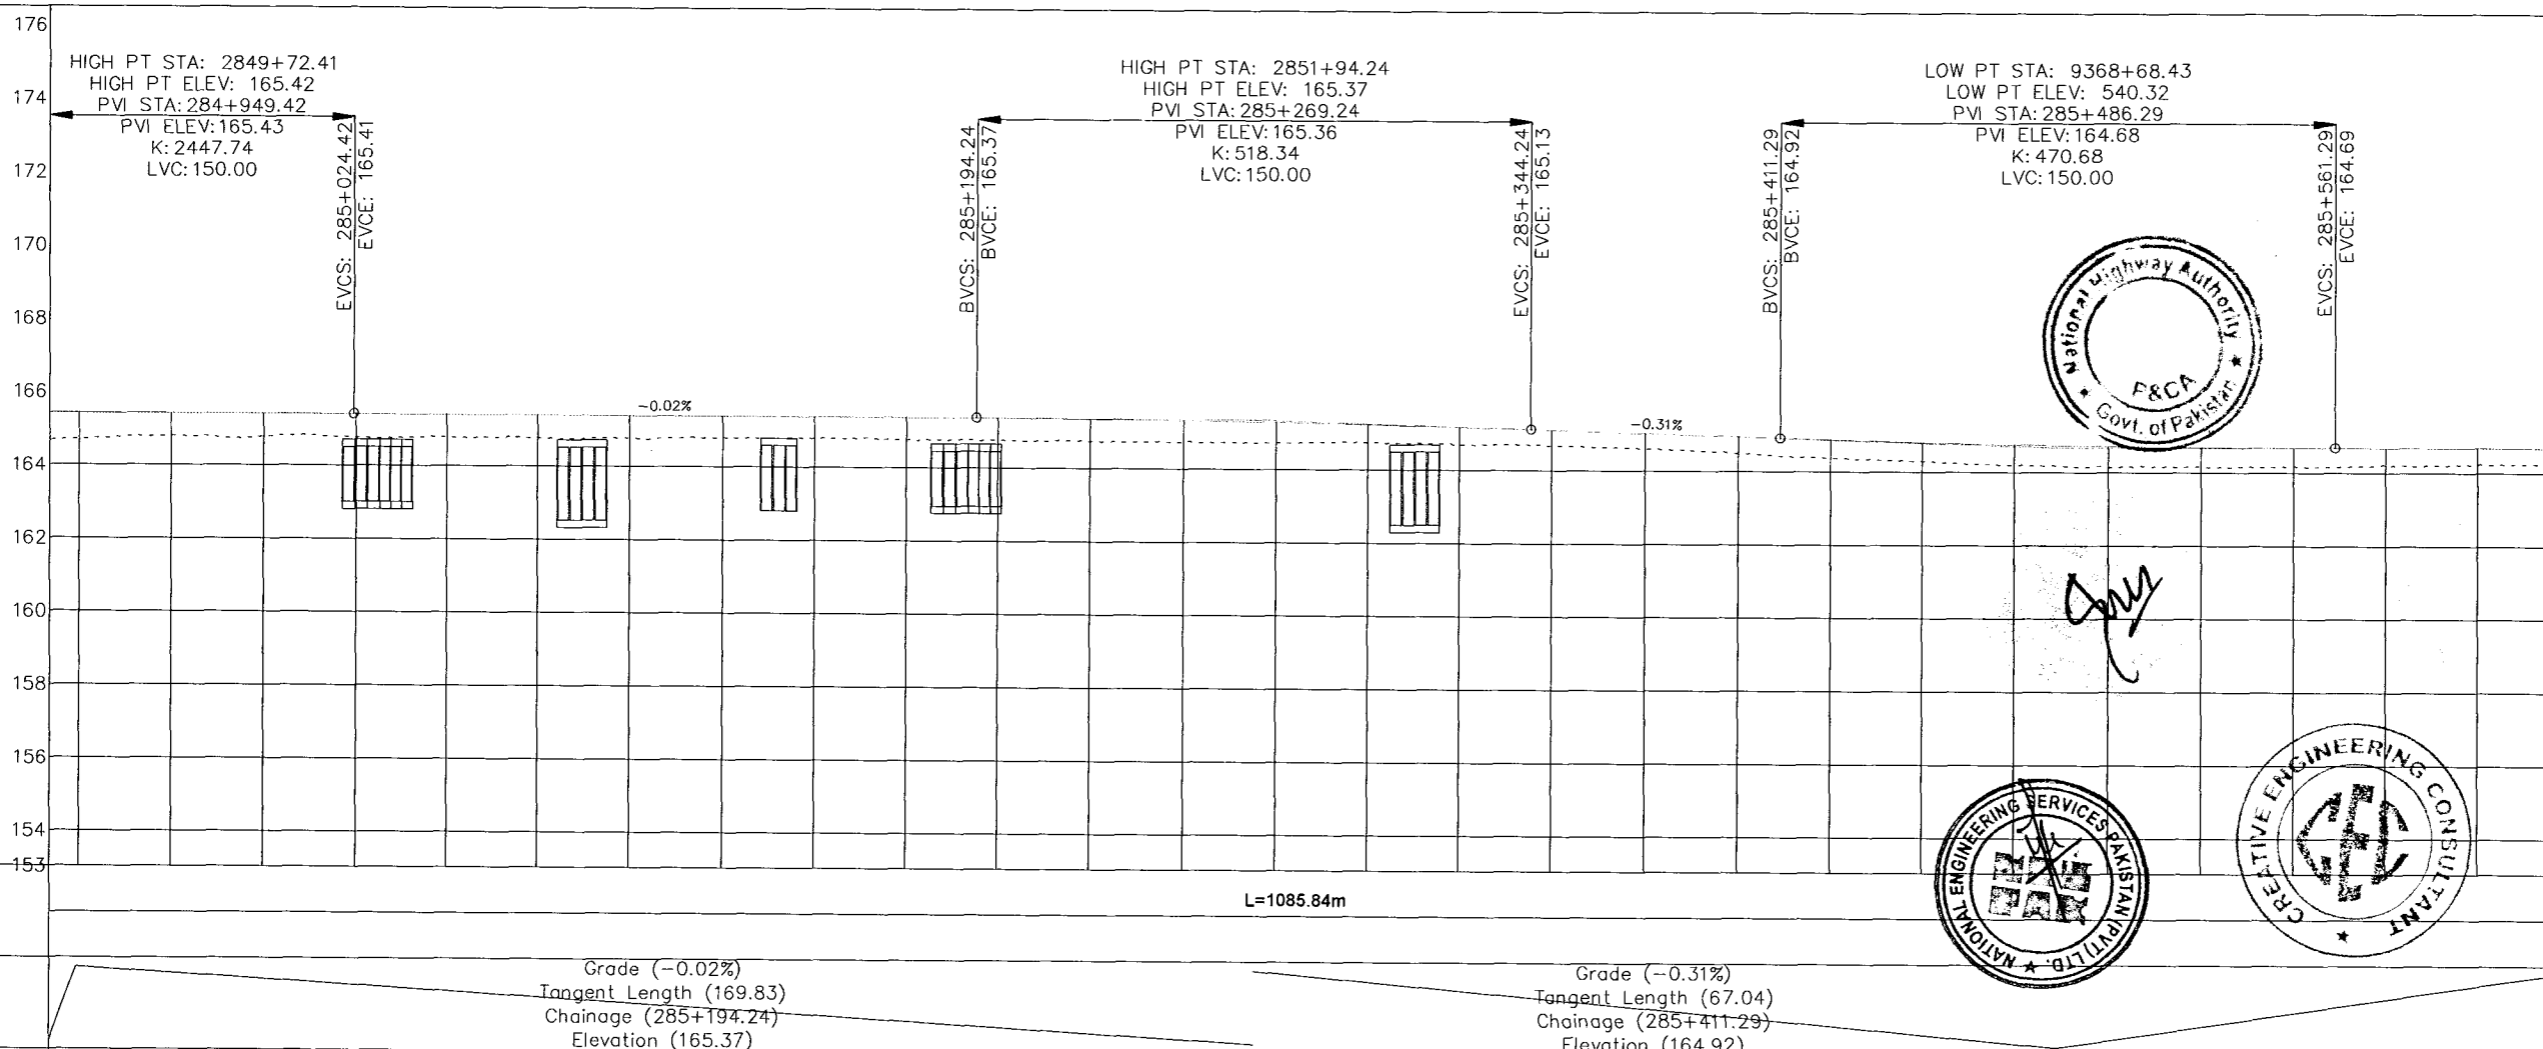 176
174
172
170
168
166
164
162
160
158
156
154
153
HIGH PT STA: 2849+72.41
HIGH PT ELEV: 165.42
PVI STA:284+949.42
PVI ELEV:165.43
K:2447.74
LVC:150.00
EVCS: 285+024.42
EVCE: 165.41
BVCS: 285+194.24
BVCE: 165.37
HIGH PT STA: 2851+94.24
HIGH PT ELEV: 165.37
PVI STA:285+269.24
PVI ELEV:165.36
K:518.34
LVC:150.00
EVCS: 285+344.24
EVCE: 165.13
BVCS: 285+411.29
BVCE: 164.92
LOW PT STA: 9368+68.43
LOW PT ELEV: 540.32
PVI STA:285+486.29
PVI ELEV:164.68
K:470.68
LVC:150.00
EVCS: 285+561.29
EVCE: 164.69
-0.02%
-0.31%
National Highway Authority
P&CA
Govt. of Pakistan
NATIONAL ENGINEERING SERVICES PAKISTAN (PVT) LTD.
CREATIVE ENGINEERING CONSULTANT
L=1085.84m
Grade (-0.02%)
Tangent Length (169.83)
Chainage (285+194.24)
Elevation (165.37)
Grade (-0.31%)
Tangent Length (67.04)
Chainage (285+411.29)
Elevation (164.92)